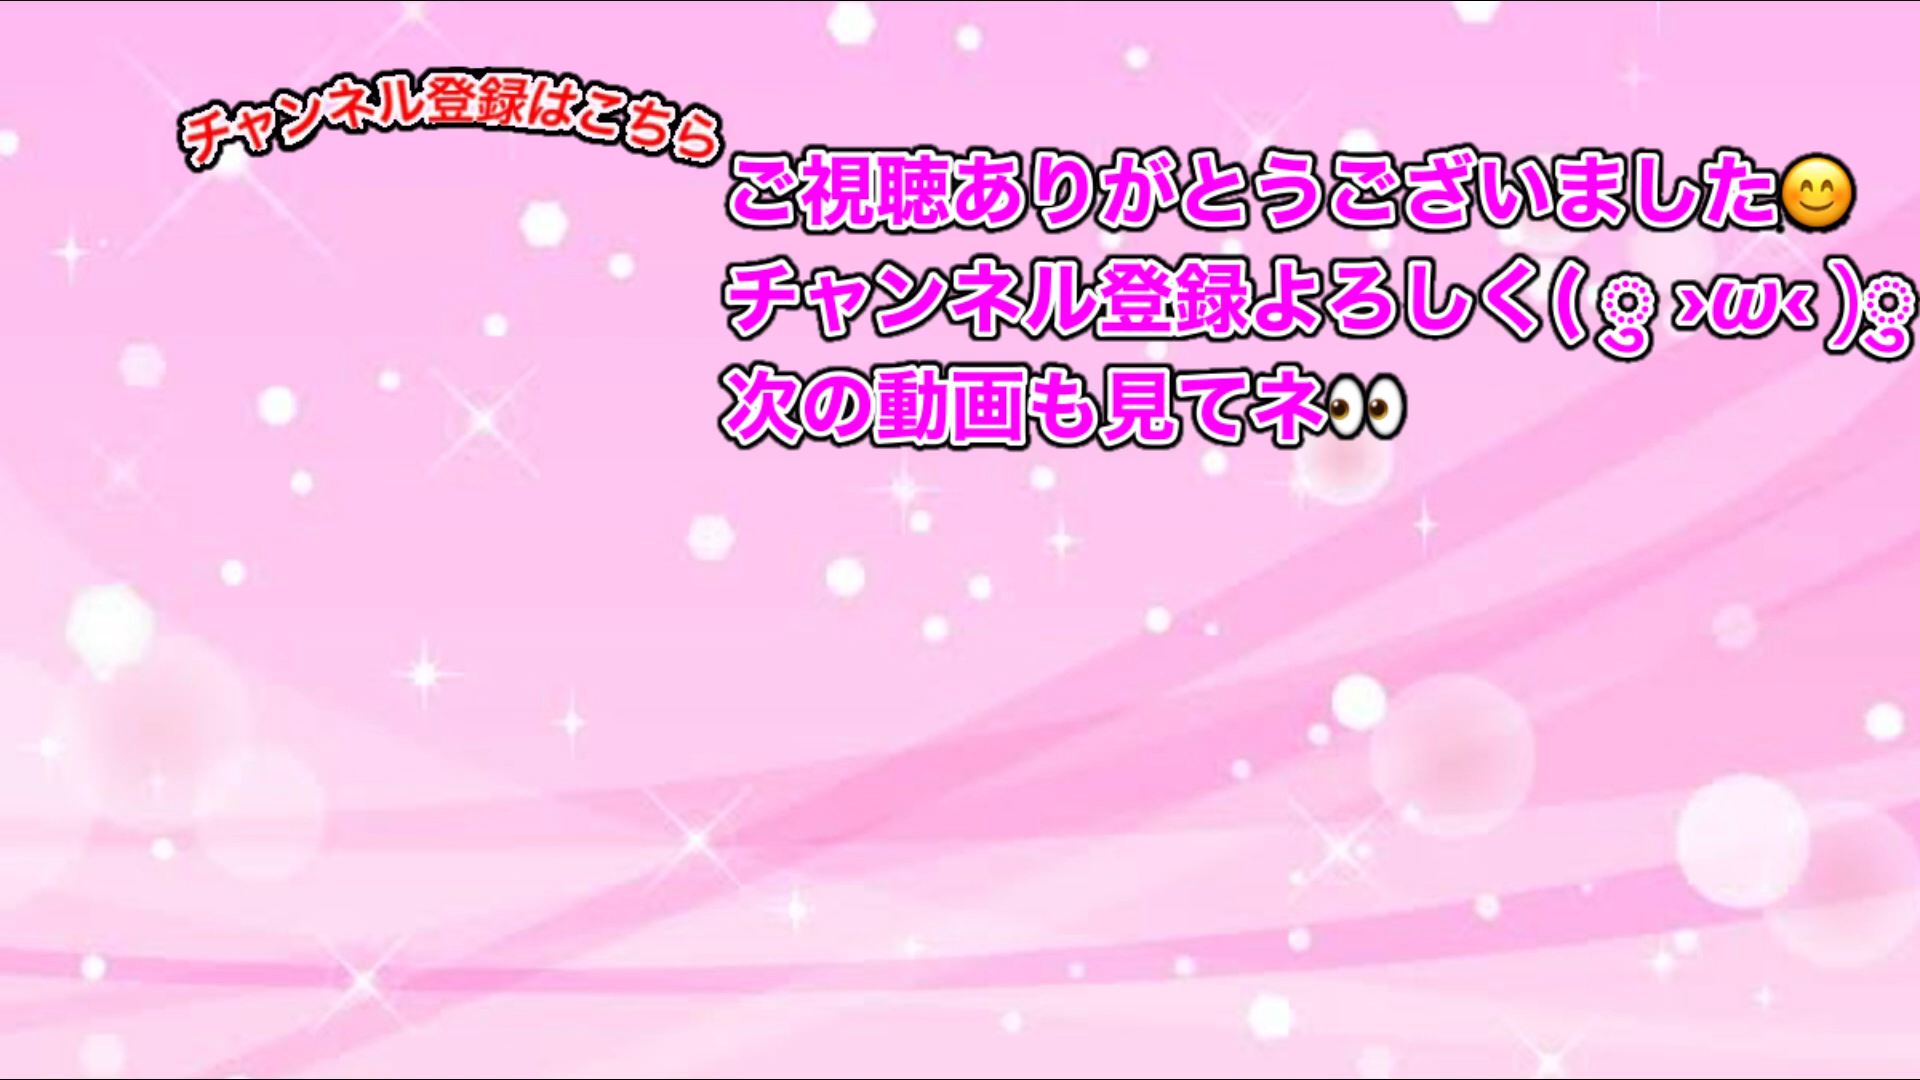 チャンネル登録はこちら
ご視聴ありがとうございました😊
チャンネル登録よろしく( ृ ›ω‹ ) ृ
次の動画も見てネ👀